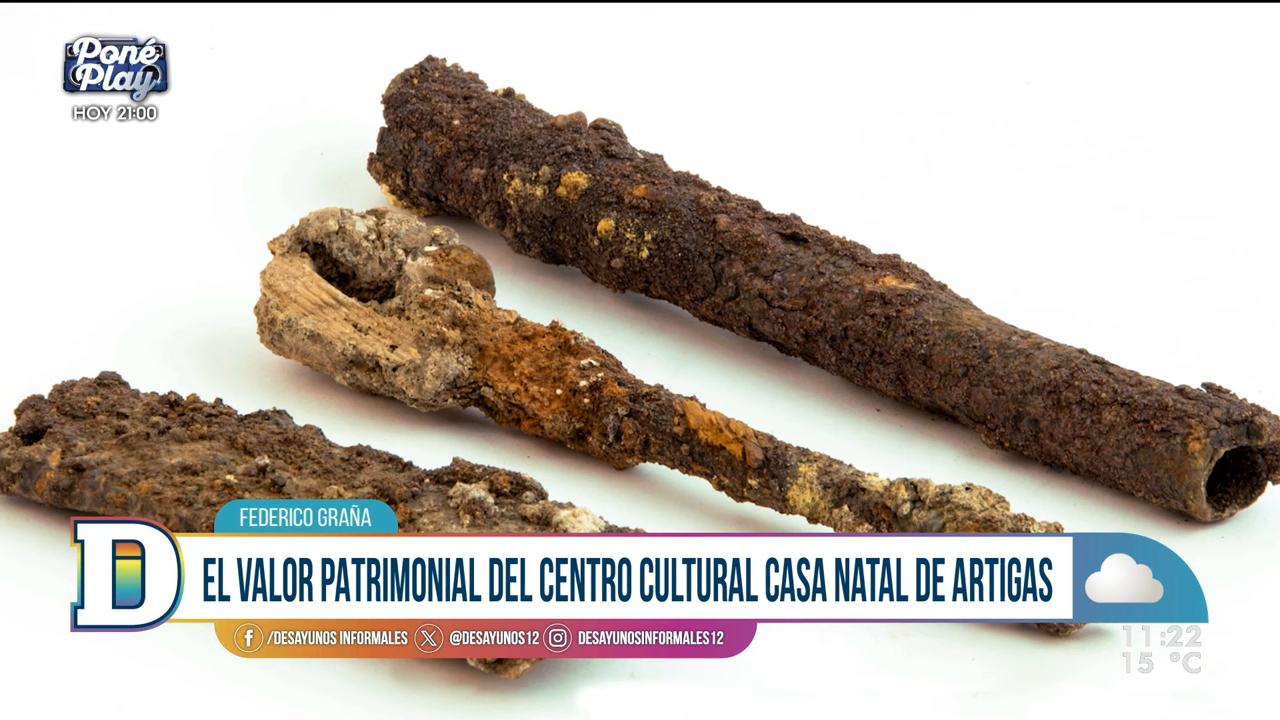 Poné
Play
HOY 21:00
FEDERICO GRAÑA
D
EL VALOR PATRIMONIAL DEL CENTRO CULTURAL CASA NATAL DE ARTIGAS
/DESAYUNOS INFORMALES @DESAYUNOS12 DESAYUNOSINFORMALES12
11:22
15 °C